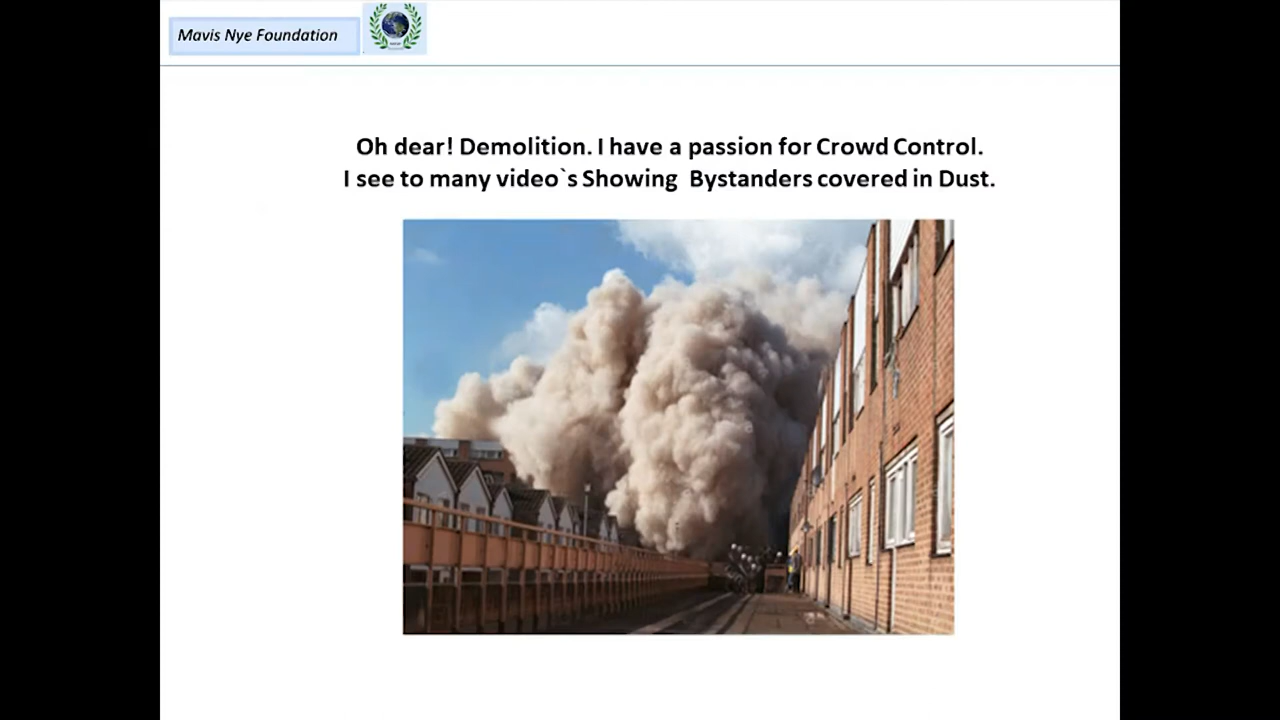 Mavis Nye Foundation
Oh dear! Demolition. I have a passion for Crowd Control.
I see to many video`s Showing  Bystanders covered in Dust.